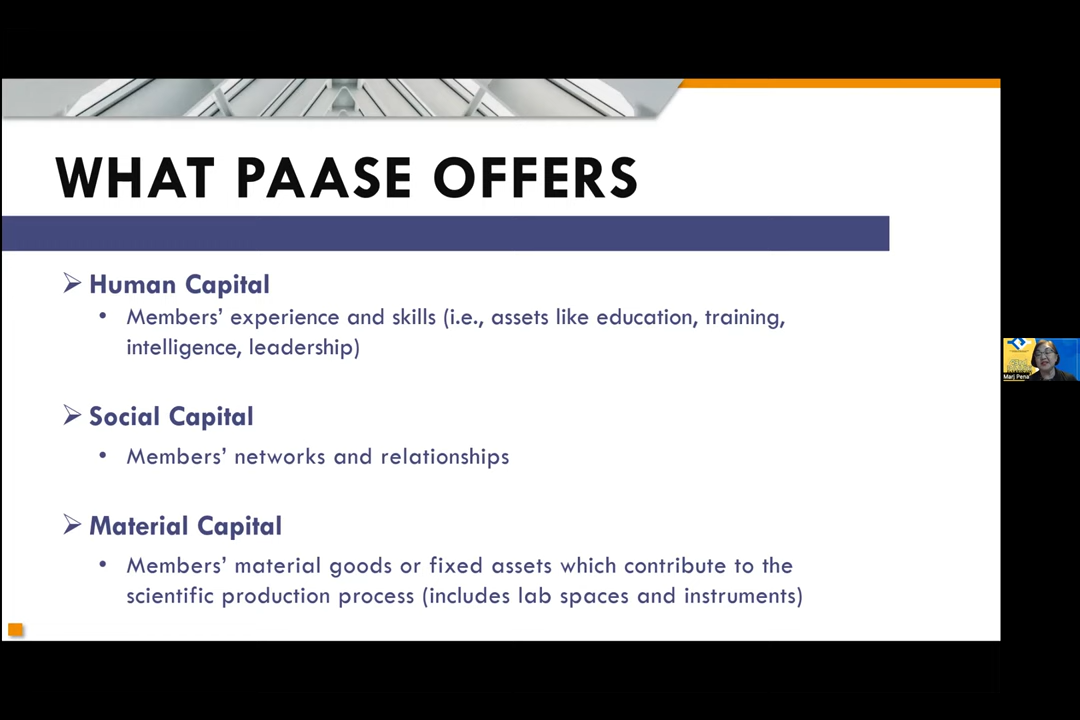 WHAT PAASE OFFERS
Human Capital
• Members’ experience and skills (i.e., assets like education, training,
intelligence, leadership)
Social Capital
• Members’ networks and relationships
Material Capital
• Members’ material goods or fixed assets which contribute to the
scientific production process (includes lab spaces and instruments)
Marj Pena